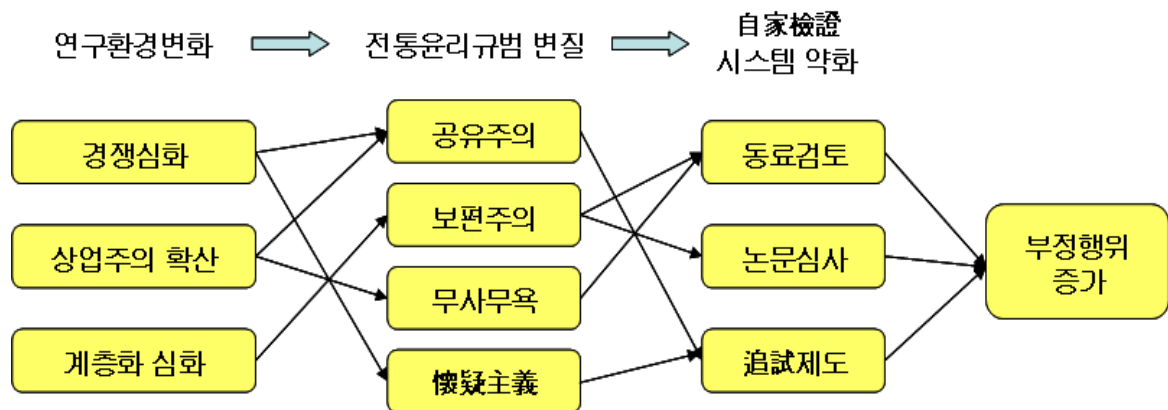 연구환경변화
전통윤리규범 변질
自家檢證
시스템 약화
경쟁심화
상업주의 확산
계층화 심화
공유주의
보편주의
무사무욕
懷疑主義
동료검토
논문심사
追試제도
부정행위
증가